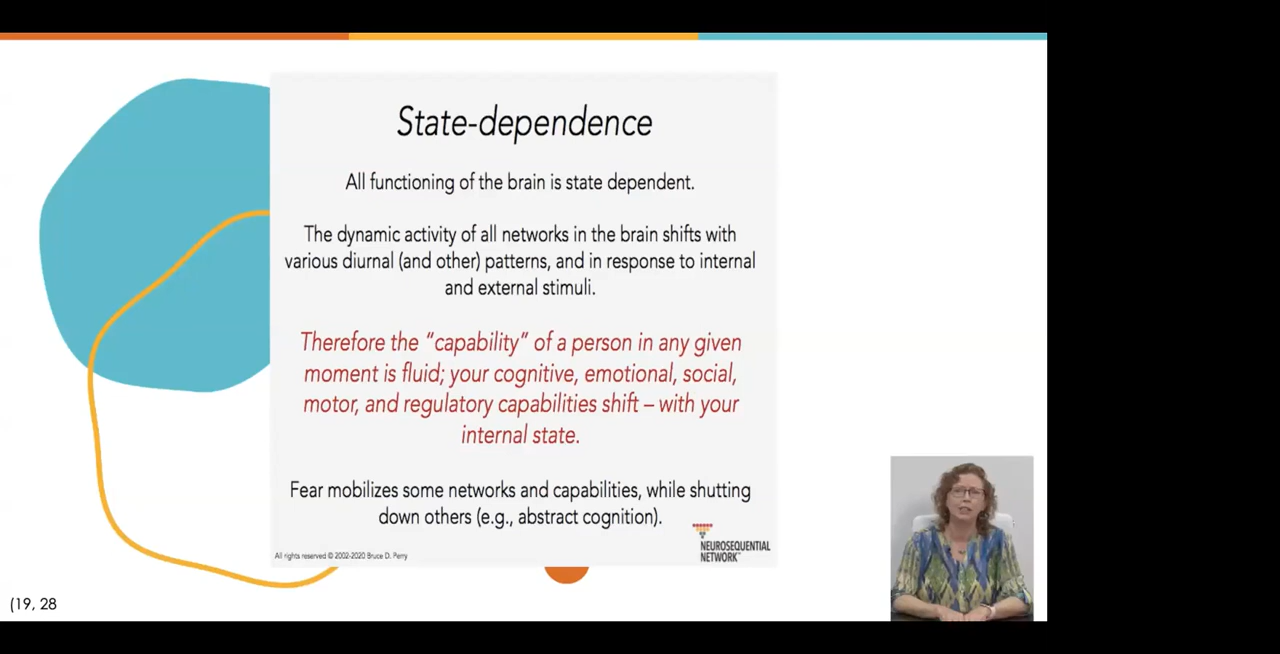 State-dependence
All functioning of the brain is state dependent.
The dynamic activity of all networks in the brain shifts with
various diurnal (and other) patterns, and in response to internal
and external stimuli.
Therefore the “capability” of a person in any given
moment is fluid; your cognitive, emotional, social,
motor, and regulatory capabilities shift – with your
internal state.
Fear mobilizes some networks and capabilities, while shutting
down others (e.g., abstract cognition).
NEUROSEQUENTIAL
NETWORK
All rights reserved © 2002-2020 Bruce D. Perry
(19, 28